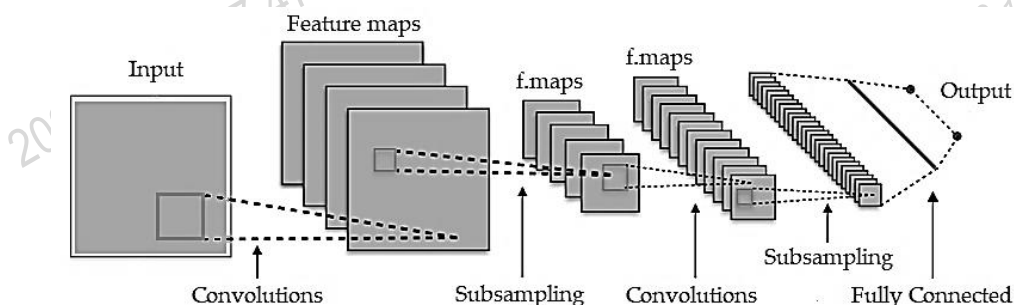 Feature maps
f.maps
Input
f.maps
Output
Subsampling
Convolutions
Subsampling
Convolutions
Fully Connected